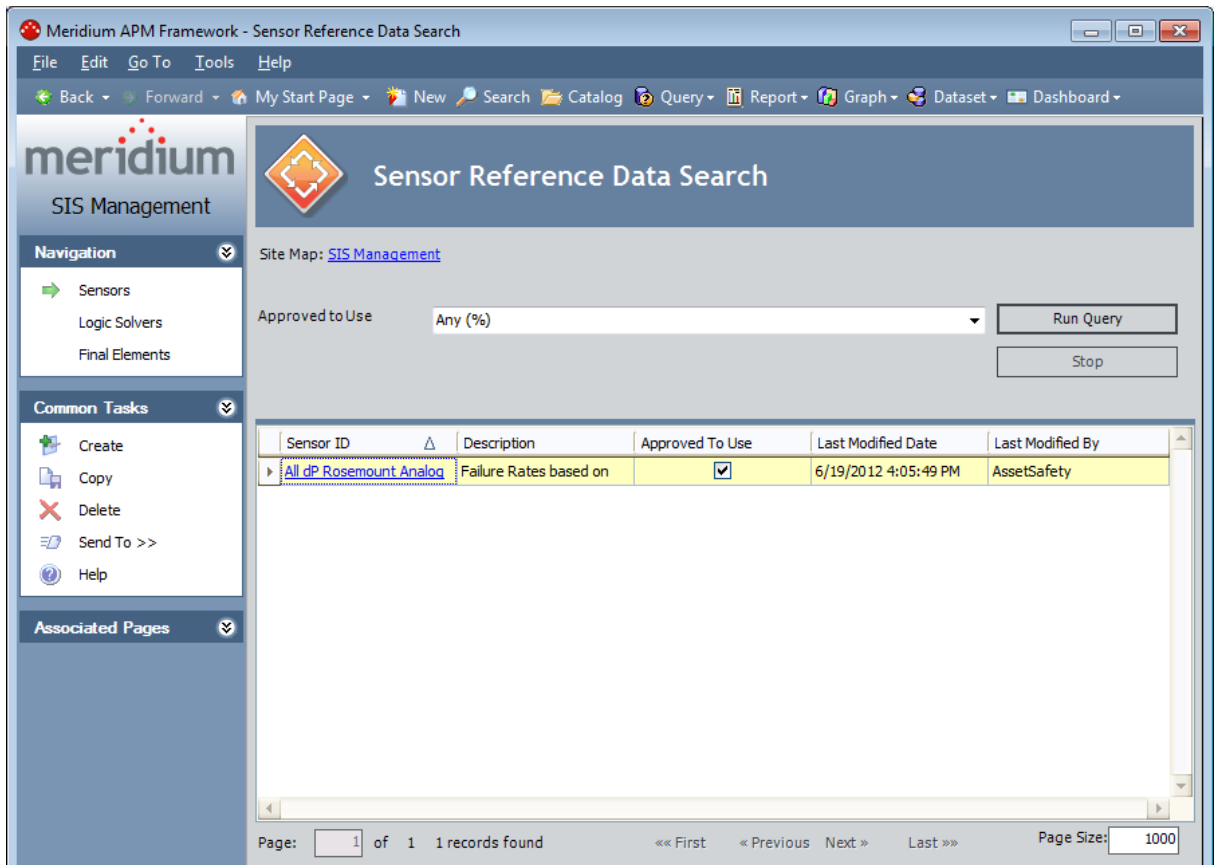 Meridium APM Framework - Sensor Reference Data Search
File Edit Go To Tools Help
Back Forward My Start Page New Search Catalog Query Report Graph Dataset Dashboard
meridium
SIS Management
Sensor Reference Data Search
Navigation
Sensors
Logic Solvers
Final Elements
Common Tasks
Create
Copy
Delete
Send To >>
Help
Associated Pages
Site Map: SIS Management
Approved to Use Any (%) Run Query
Stop
Sensor ID Description Approved To Use Last Modified Date Last Modified By
All dP Rosemount Analog Failure Rates based on 6/19/2012 4:05:49 PM AssetSafety
Page: 1 of 1 1 records found «« First « Previous Next » Last »» Page Size: 1000